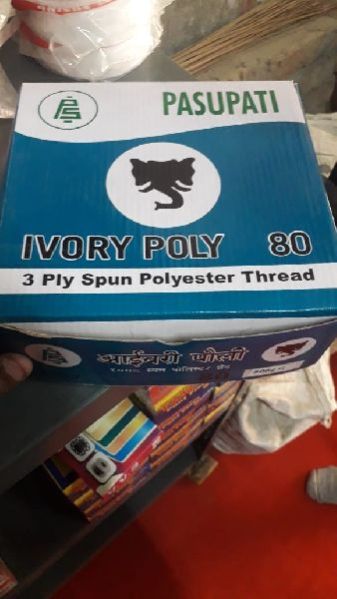 PASUPATI
IVORY POLY 80
3 Ply Spun Polyester Thread
आईवरी पोली